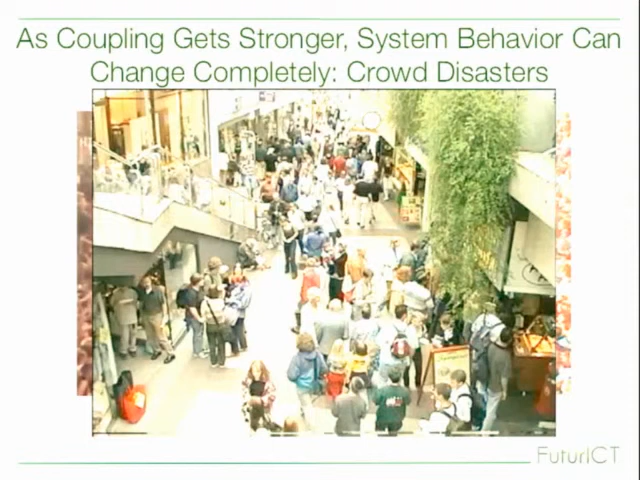 As Coupling Gets Stronger, System Behavior Can
Change Completely: Crowd Disasters
FuturICT